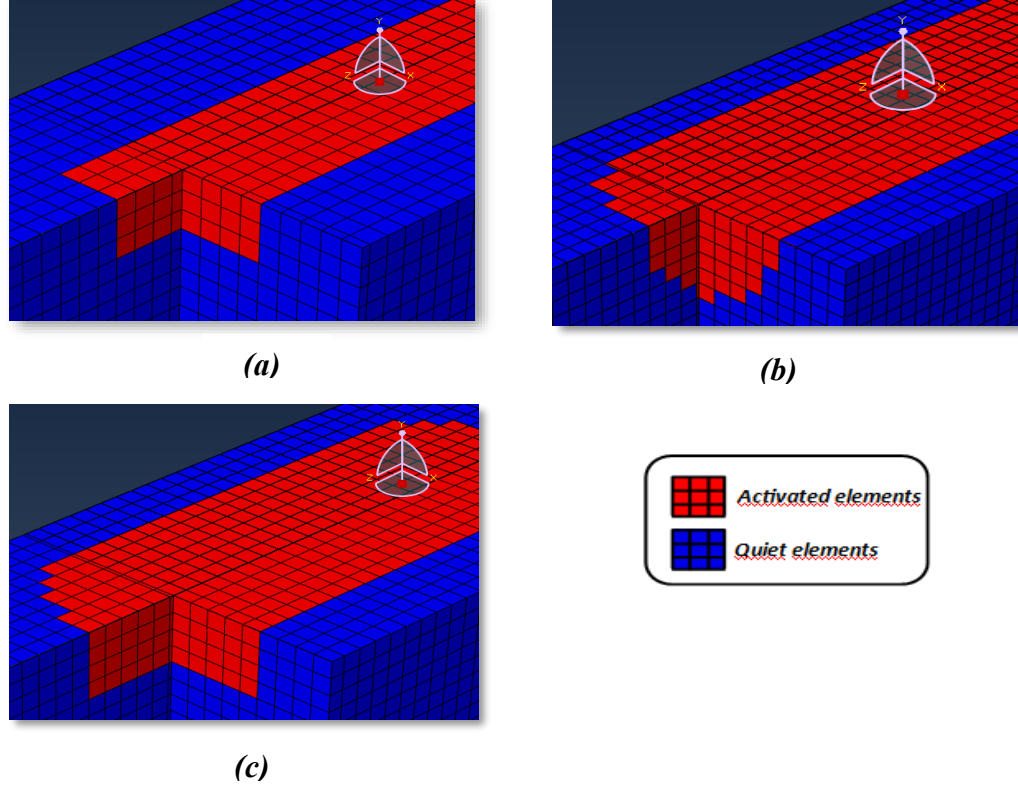 Y
Z
X
(a)
Y
Z
X
(b)
Y
Z
X
(c)
Activated elements
Quiet elements